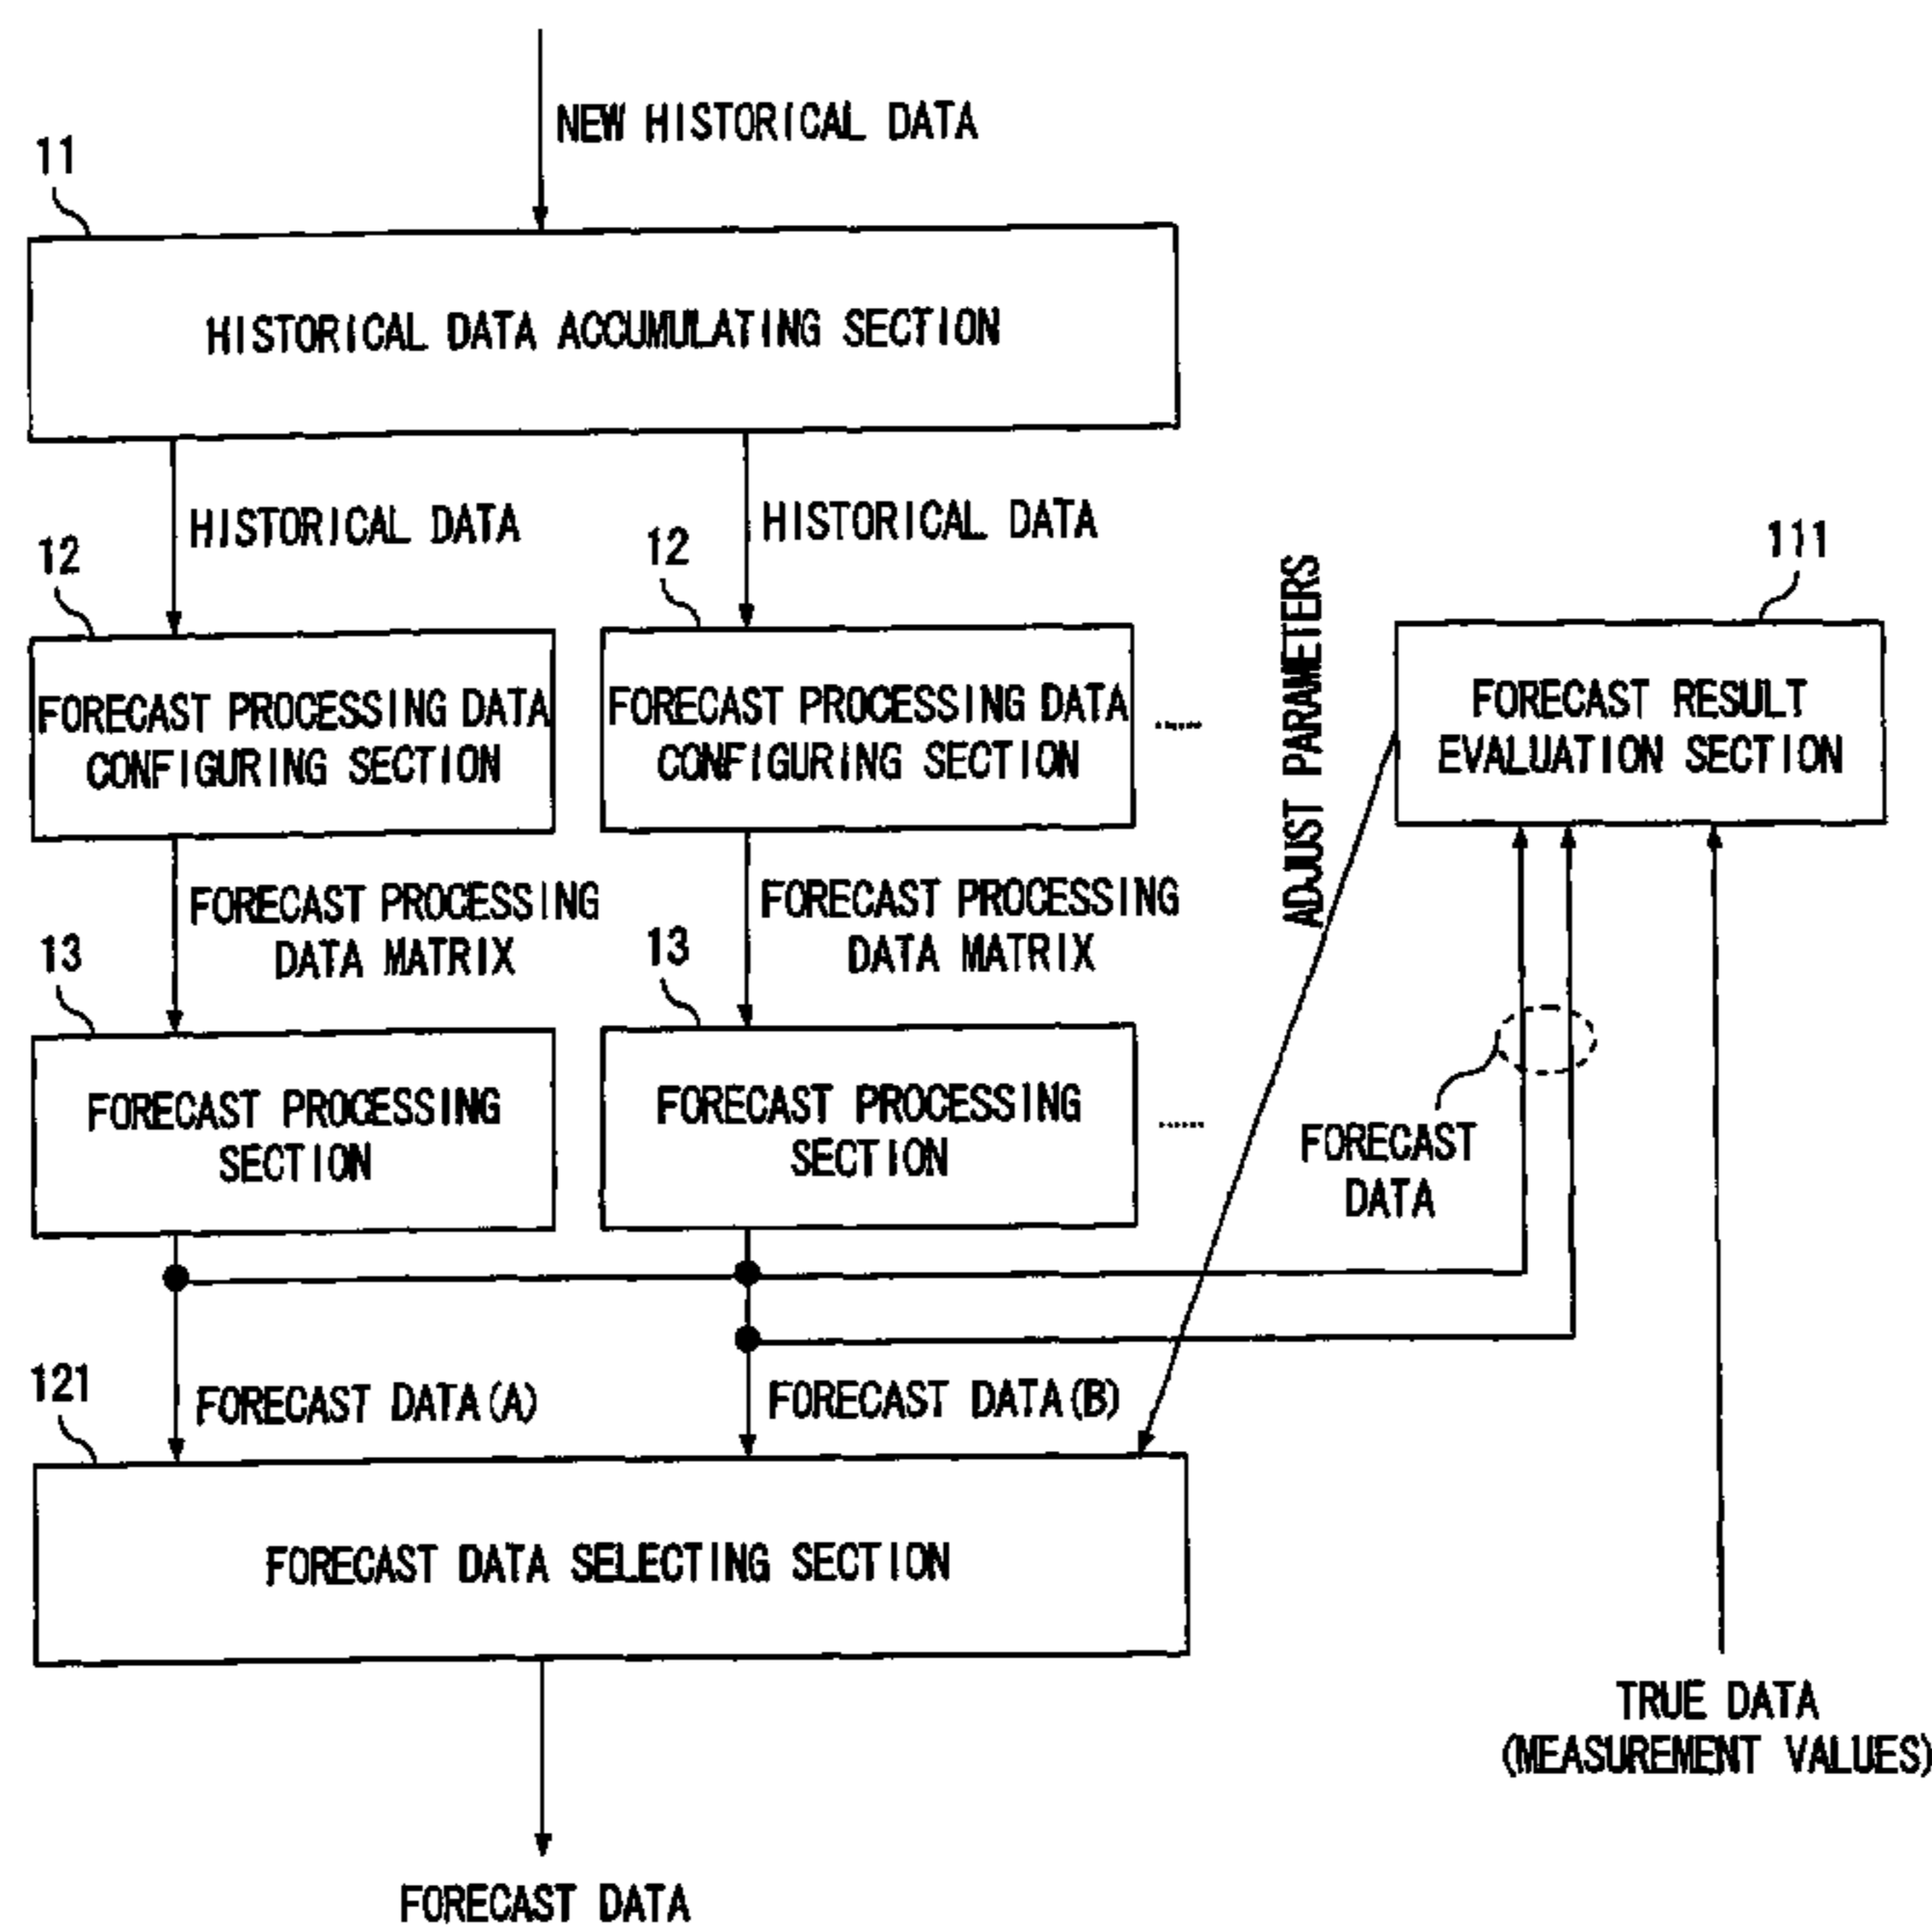 NEW HISTORICAL DATA
11
HISTORICAL DATA ACCUMULATING SECTION
HISTORICAL DATA
HISTORICAL DATA
12
12
111
ADJUST PARAMETERS
FORECAST PROCESSING DATA
CONFIGURING SECTION
FORECAST PROCESSING DATA
CONFIGURING SECTION
......
FORECAST RESULT
EVALUATION SECTION
FORECAST PROCESSING
DATA MATRIX
FORECAST PROCESSING
DATA MATRIX
13
13
FORECAST PROCESSING
SECTION
FORECAST PROCESSING
SECTION
......
FORECAST
DATA
121
FORECAST DATA(A)
FORECAST DATA(B)
FORECAST DATA SELECTING SECTION
TRUE DATA
(MEASUREMENT VALUES)
FORECAST DATA